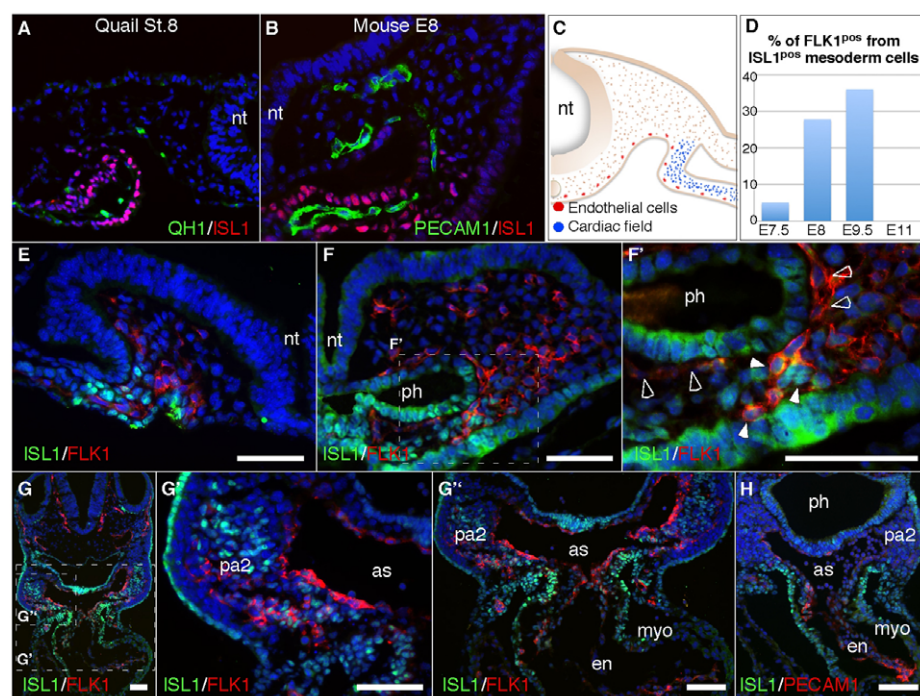 A
Quail St.8
nt
QH1/ISL1
B
Mouse E8
nt
PECAM1/ISL1
C
nt
Endothelial cells
Cardiac field
D
% of FLK1pos from
ISL1pos mesoderm cells
40
30
20
10
0
E7.5 E8 E9.5 E11
E
nt
ISL1/FLK1
F
nt
F'
ph
ISL1/FLK1
F'
ph
ISL1/FLK1
G
G''
G'
ISL1/FLK1
G'
pa2
as
ISL1/FLK1
G''
pa2
as
myo
en
ISL1/FLK1
H
ph
pa2
as
myo
en
ISL1/PECAM1